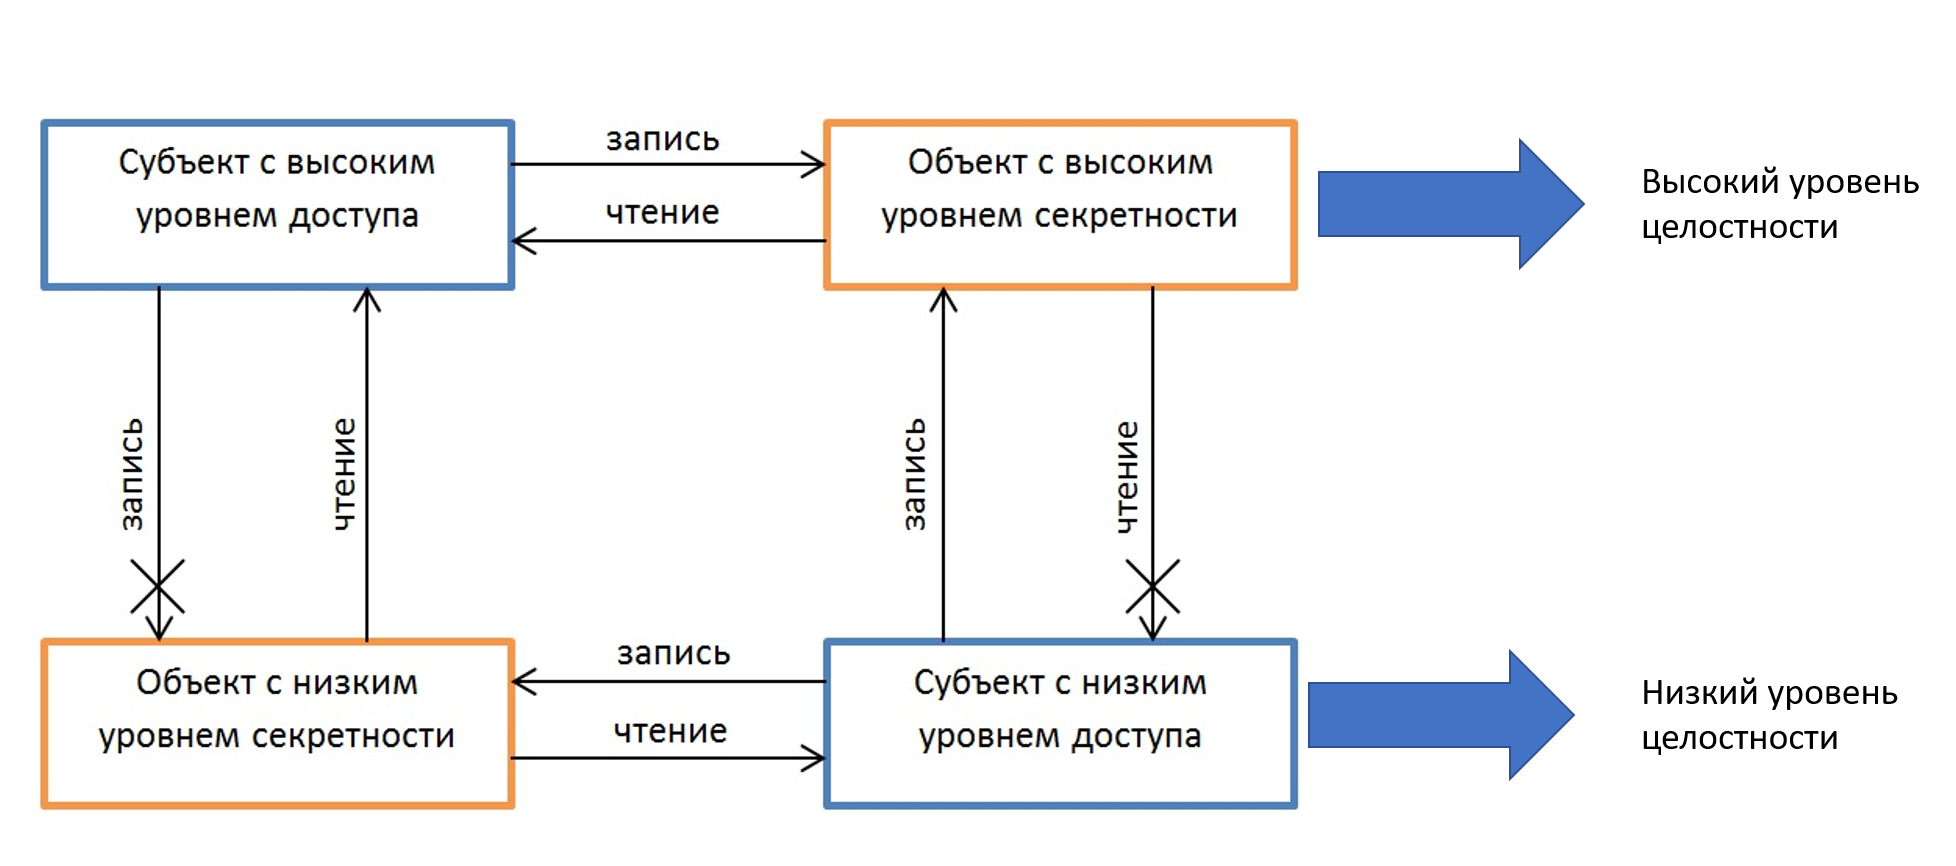 Субъект с высоким
уровнем доступа
запись
чтение
Объект с высоким
уровнем секретности
Высокий уровень
целостности
запись
чтение
запись
чтение
Объект с низким
уровнем секретности
запись
чтение
Субъект с низким
уровнем доступа
Низкий уровень
целостности